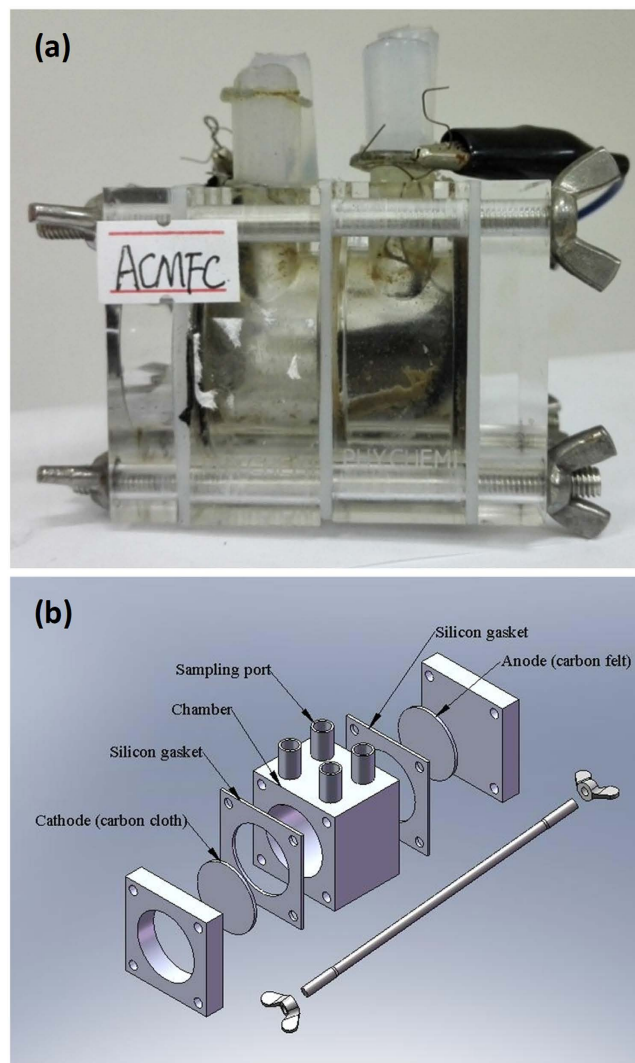 (a)
ACMFC
PHYCHEMI
(b)
Silicon gasket
Anode (carbon felt)
Sampling port
Chamber
Silicon gasket
Cathode (carbon cloth)